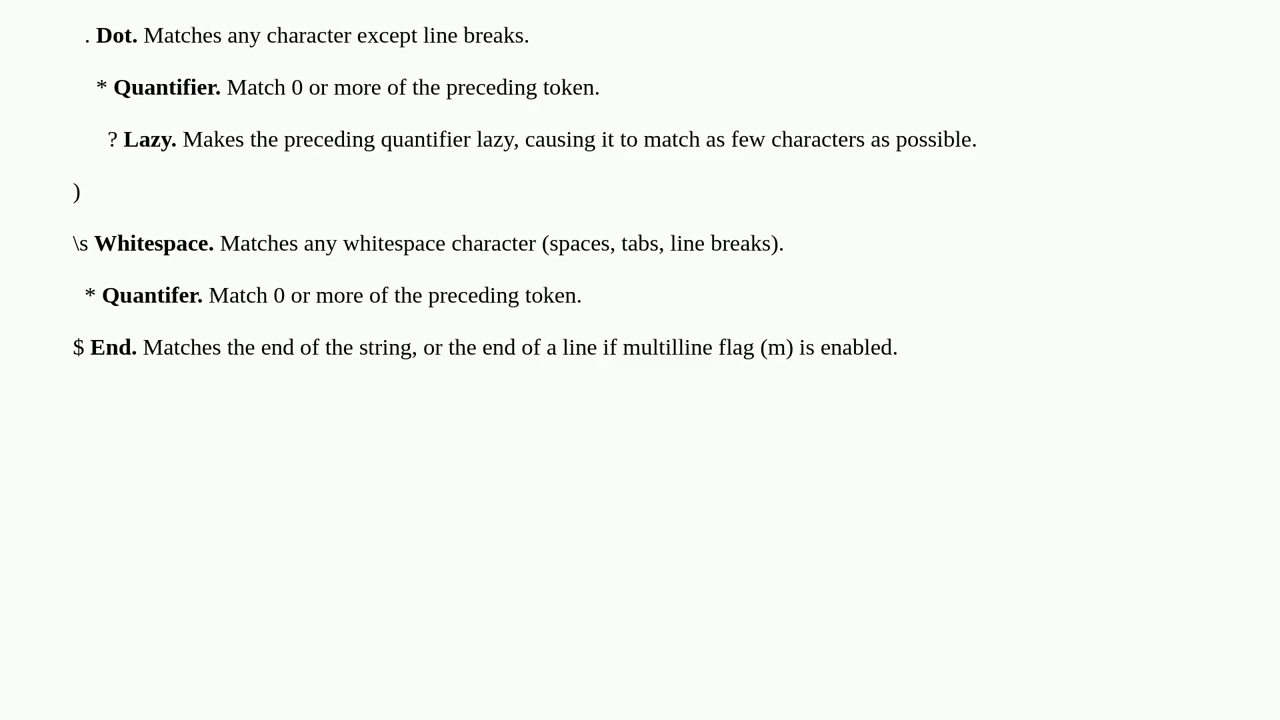 . Dot. Matches any character except line breaks.
* Quantifier. Match 0 or more of the preceding token.
? Lazy. Makes the preceding quantifier lazy, causing it to match as few characters as possible.
)
\s Whitespace. Matches any whitespace character (spaces, tabs, line breaks).
* Quantifer. Match 0 or more of the preceding token.
$ End. Matches the end of the string, or the end of a line if multilline flag (m) is enabled.